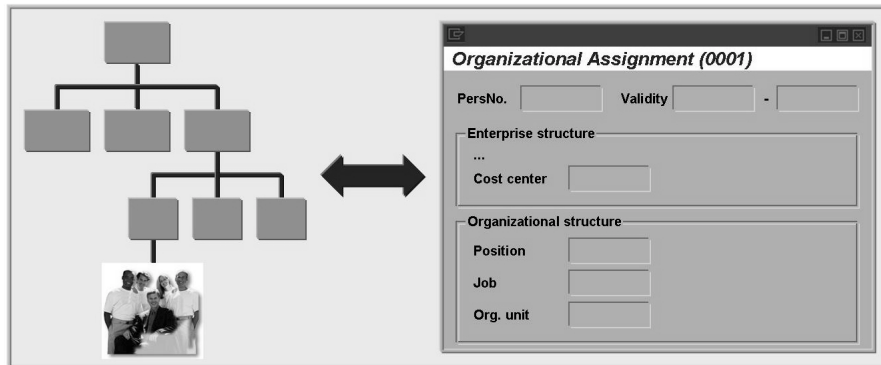 Organizational Assignment (0001)
PersNo. Validity -
Enterprise structure
...
Cost center
Organizational structure
Position
Job
Org. unit